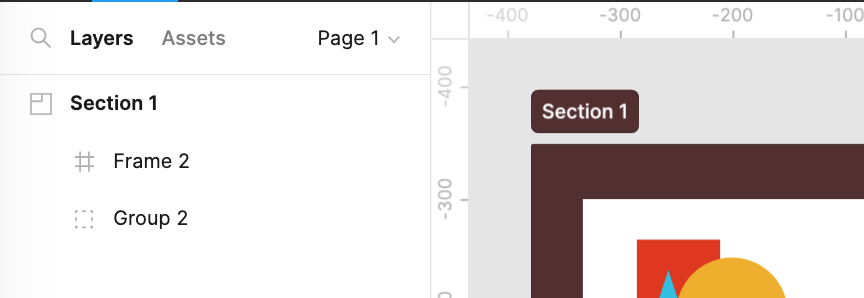 Layers Assets Page 1
Section 1
Frame 2
Group 2
-400 -300 -200 -100
-400
-300
Section 1